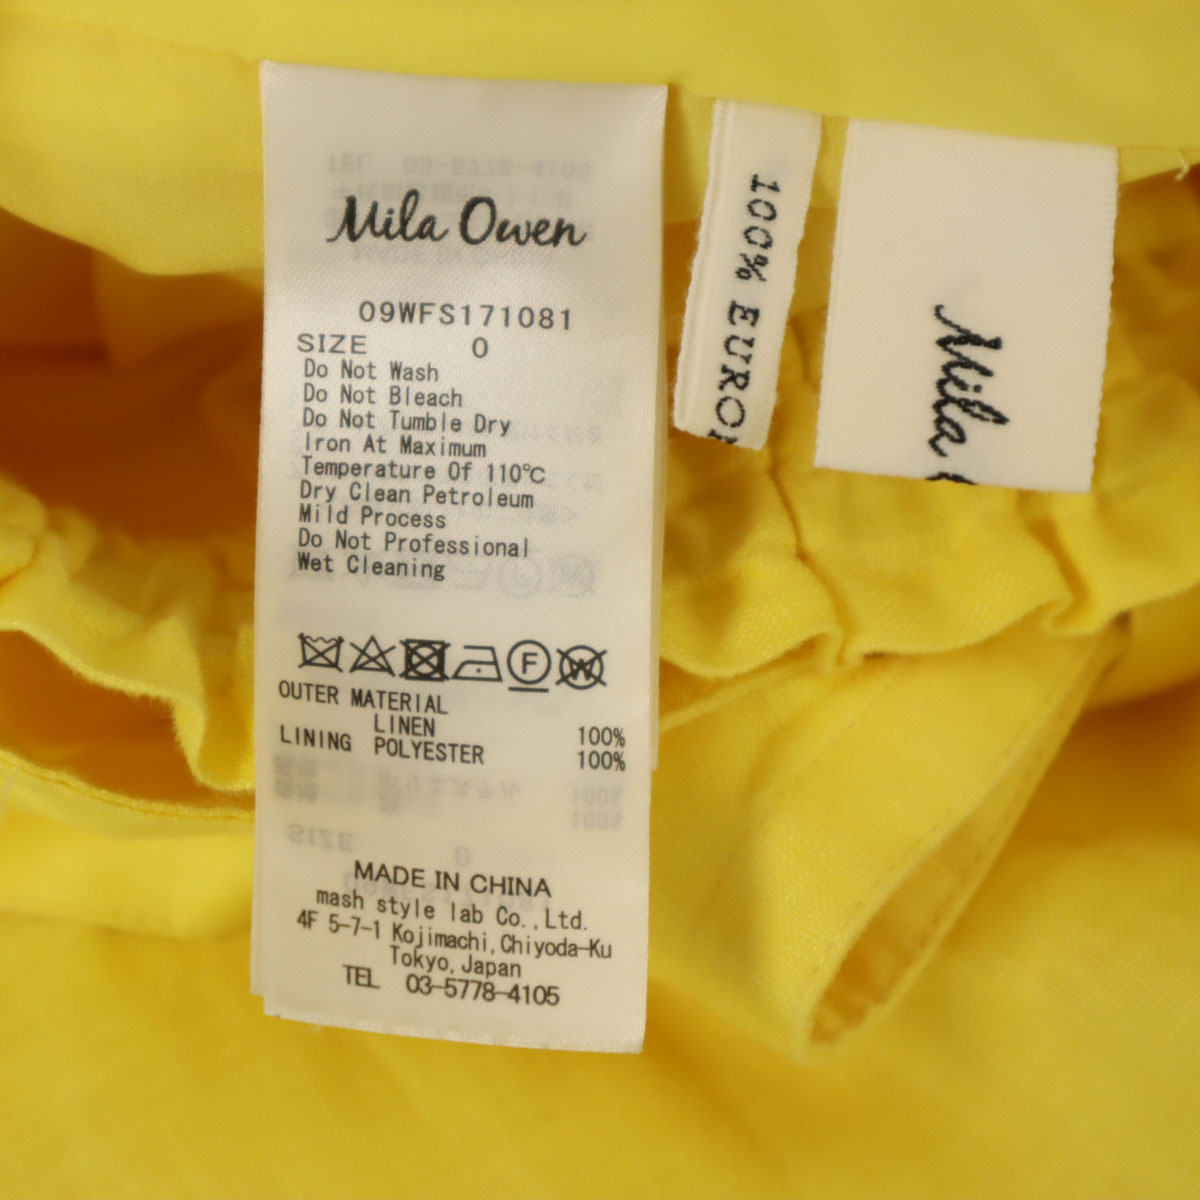 Mila Owen
09WFS171081
SIZE 0
Do Not Wash
Do Not Bleach
Do Not Tumble Dry
Iron At Maximum
Temperature Of 110℃
Dry Clean Petroleum
Mild Process
Do Not Professional
Wet Cleaning
F W
OUTER MATERIAL
LINEN 100%
LINING POLYESTER 100%
MADE IN CHINA
mash style lab Co.,Ltd.
4F 5-7-1 Kojimachi,Chiyoda-Ku
Tokyo,Japan
TEL 03-5778-4105
100% EURO
Mila